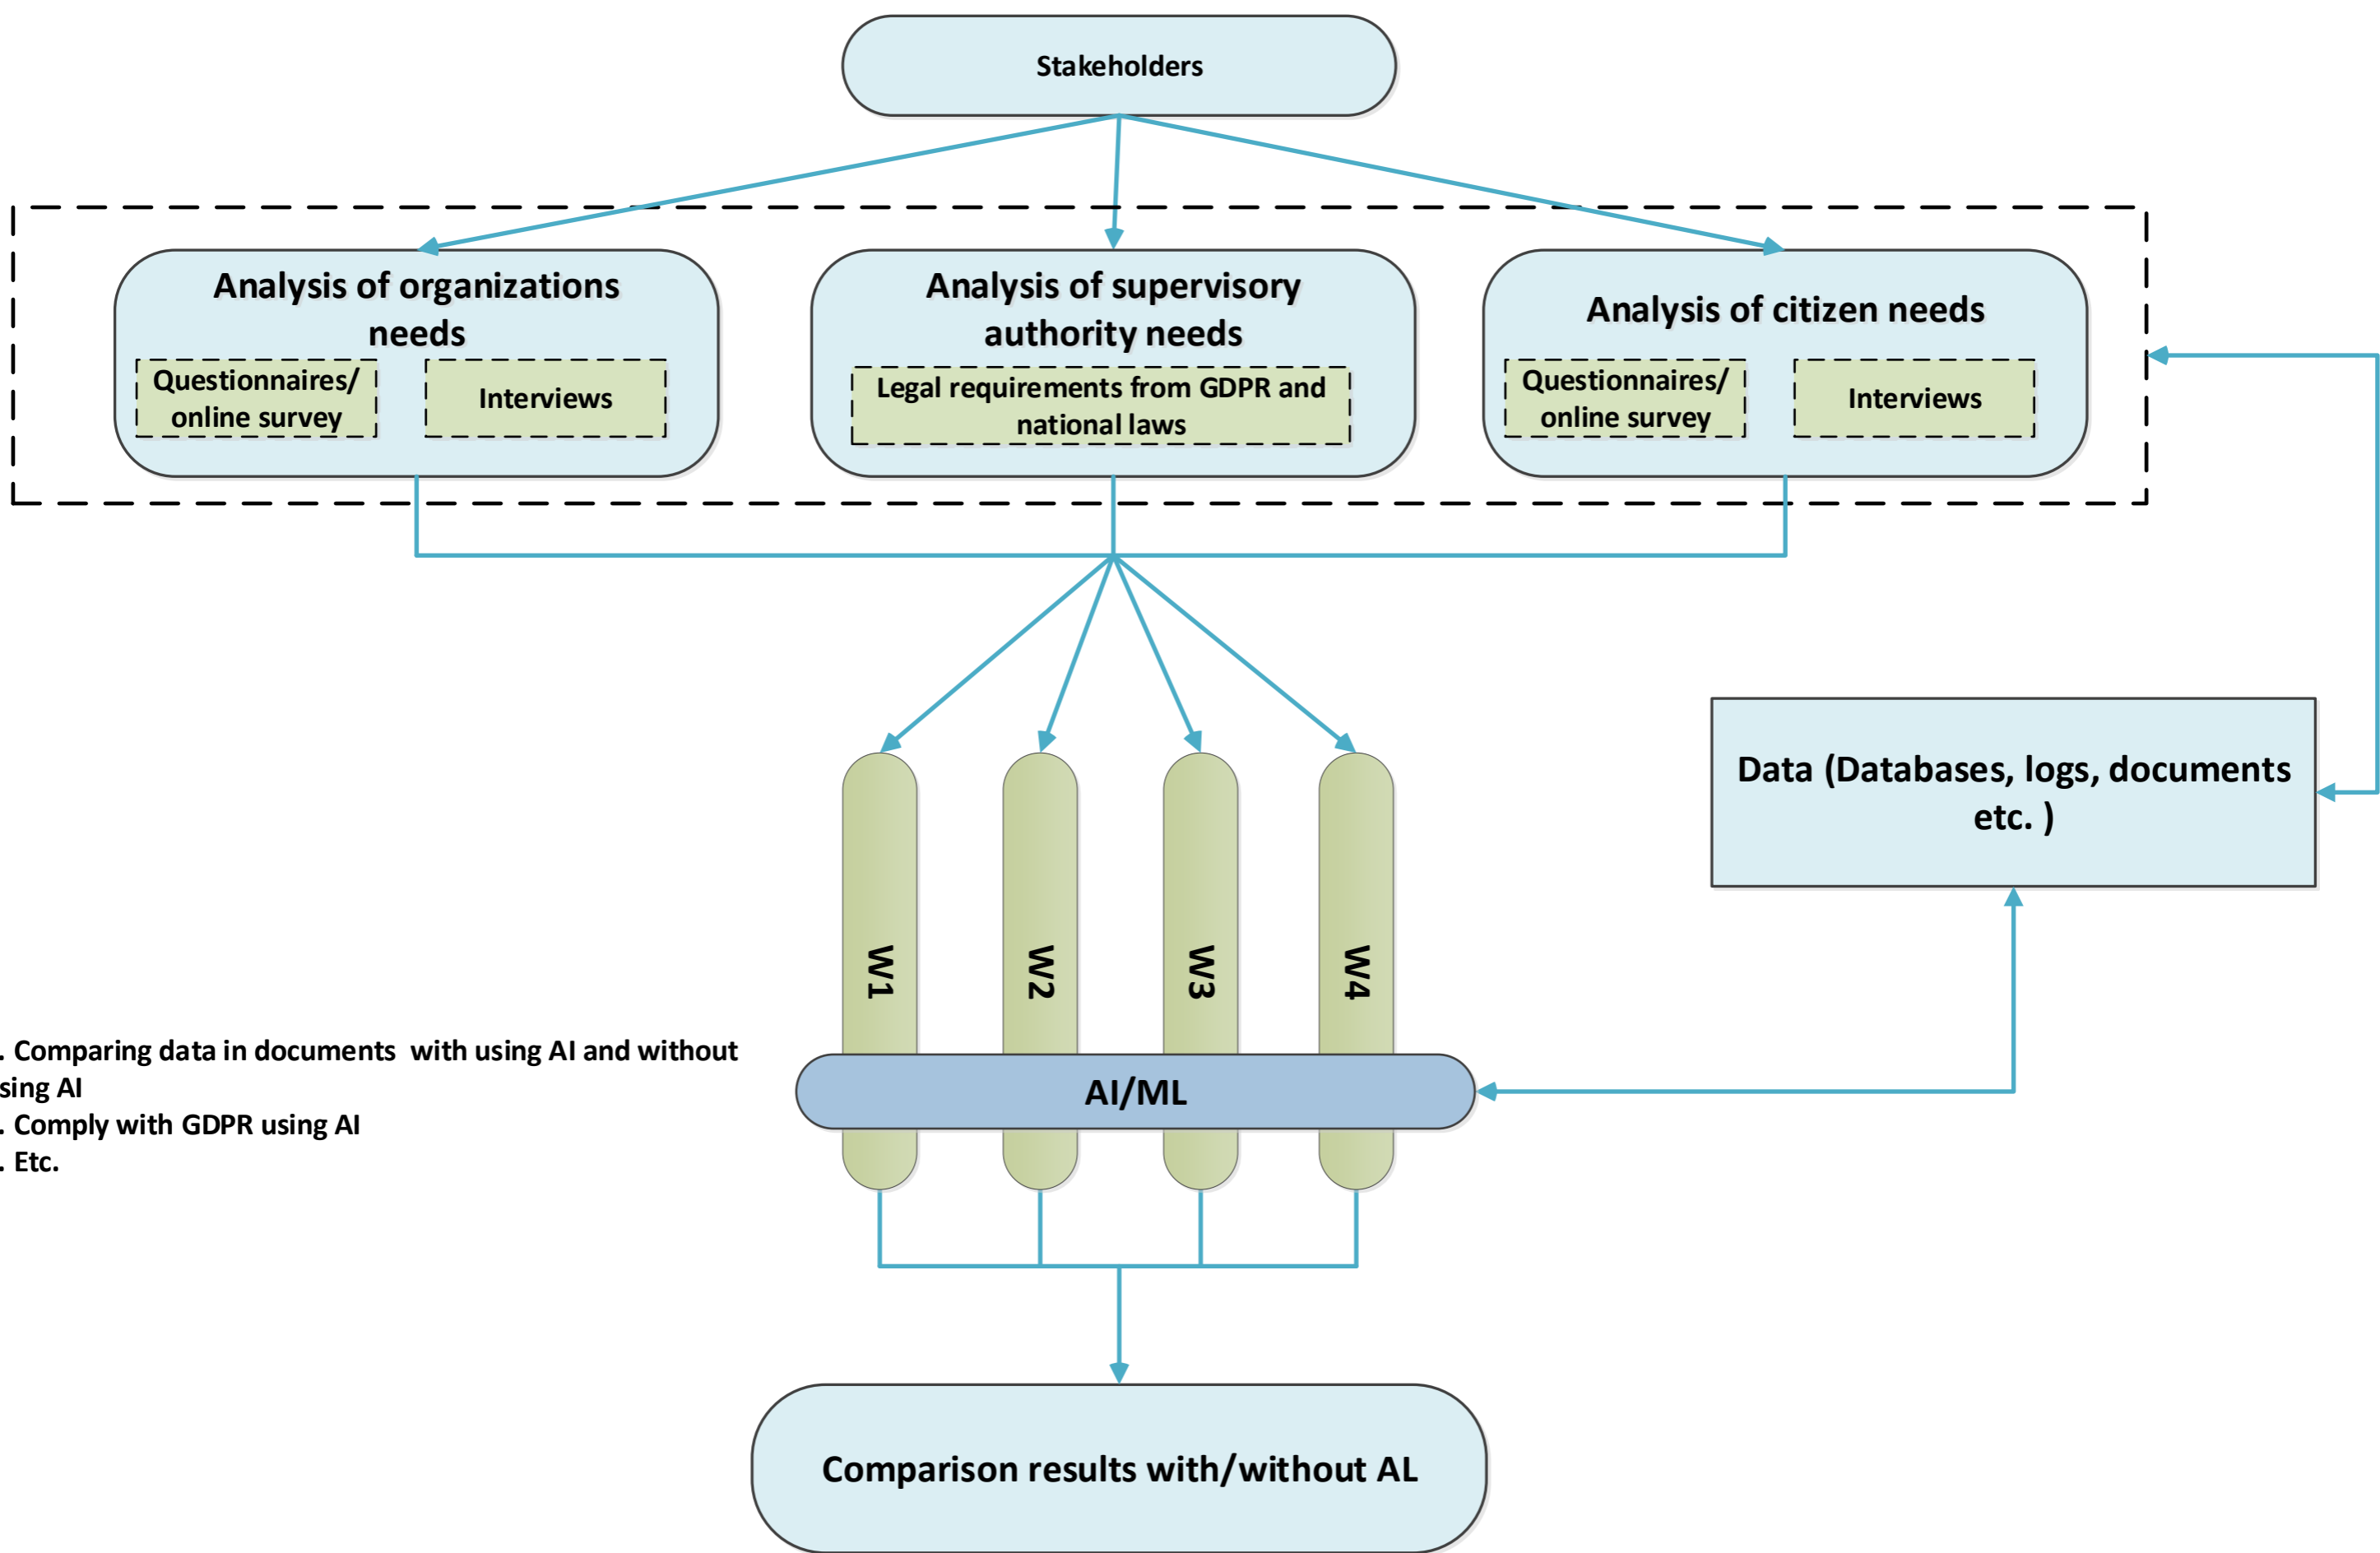 Stakeholders
Analysis of organizations
needs
Questionnaires/
online survey
Interviews
Analysis of supervisory
authority needs
Legal requirements from GDPR and
national laws
Analysis of citizen needs
Questionnaires/
online survey
Interviews
Data (Databases, logs, documents
etc. )
W1
W2
W3
W4
. Comparing data in documents with using AI and without
sing AI
. Comply with GDPR using AI
. Etc.
AI/ML
Comparison results with/without AL